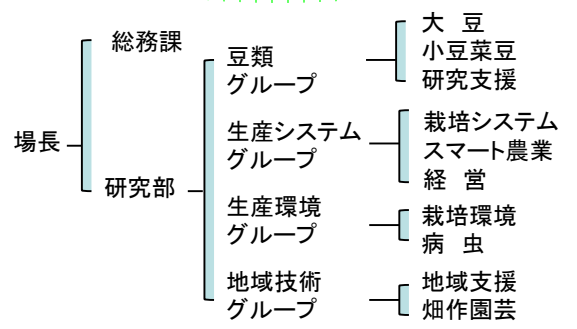 場長
総務課
研究部
豆類
グループ
大　豆
小豆菜豆
研究支援
生産システム
グループ
栽培システム
スマート農業
経　営
生産環境
グループ
栽培環境
病　虫
地域技術
グループ
地域支援
畑作園芸